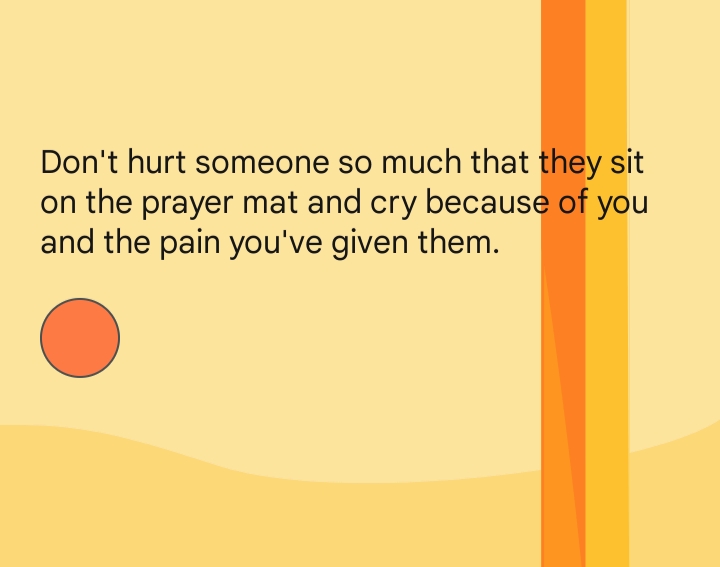 Don't hurt someone so much that they sit
on the prayer mat and cry because of you
and the pain you've given them.